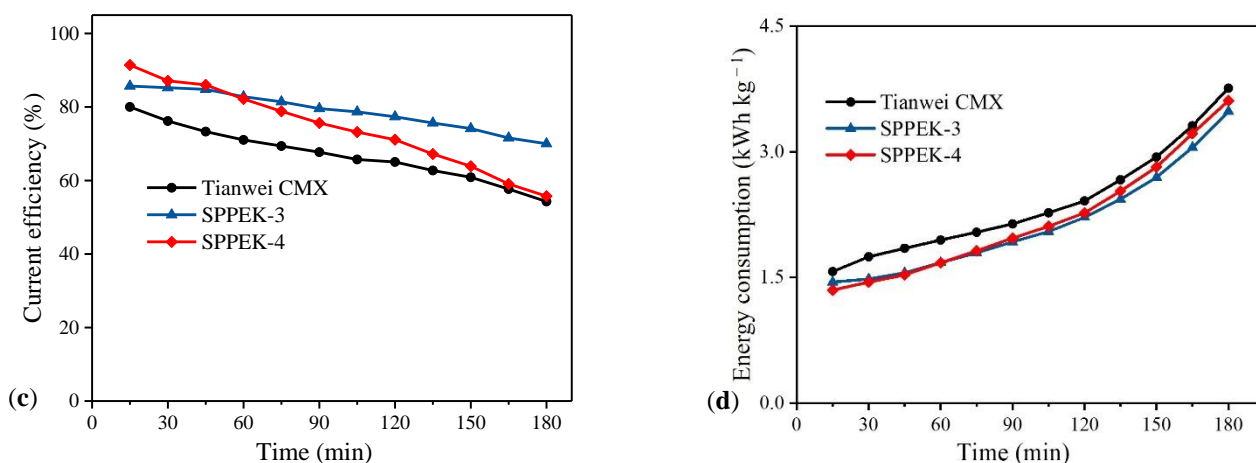 100
80
60
40
20
0
Current efficiency (%)
Tianwei CMX
SPPEK-3
SPPEK-4
0 30 60 90 120 150 180
Time (min)
(c)
4.5
3.0
1.5
0.0
Energy consumption (kWh kg⁻¹)
Tianwei CMX
SPPEK-3
SPPEK-4
0 30 60 90 120 150 180
Time (min)
(d)